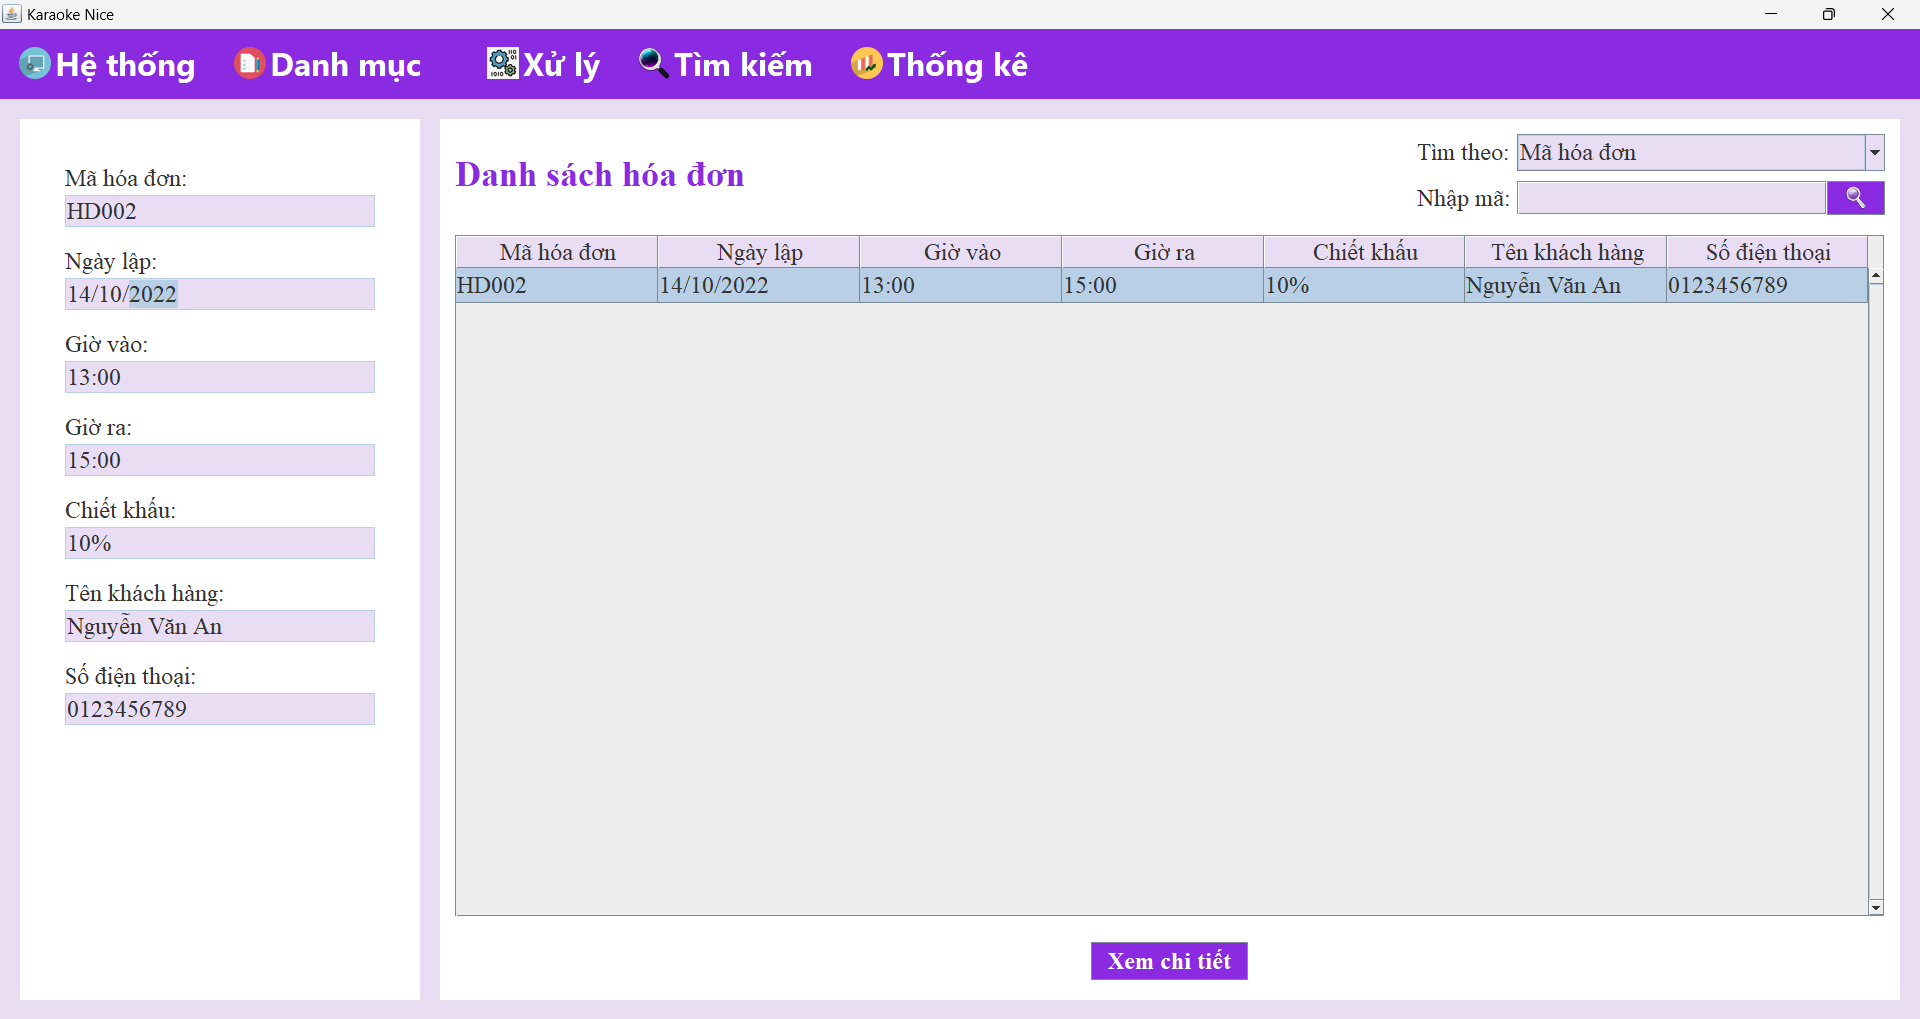 Karaoke Nice
Hệ thống Danh mục Xử lý Tìm kiếm Thống kê
Mã hóa đơn:
HD002
Ngày lập:
14/10/2022
Giờ vào:
13:00
Giờ ra:
15:00
Chiết khấu:
10%
Tên khách hàng:
Nguyễn Văn An
Số điện thoại:
0123456789
Danh sách hóa đơn
Tìm theo: Mã hóa đơn
Nhập mã:
Mã hóa đơn Ngày lập Giờ vào Giờ ra Chiết khấu Tên khách hàng Số điện thoại
HD002 14/10/2022 13:00 15:00 10% Nguyễn Văn An 0123456789
Xem chi tiết